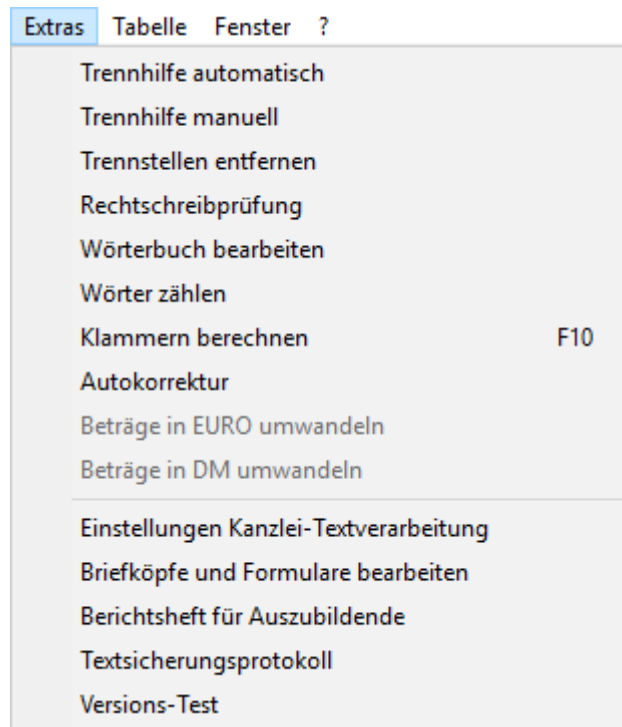 Extras Tabelle Fenster ?
Trennhilfe automatisch
Trennhilfe manuell
Trennstellen entfernen
Rechtschreibprüfung
Wörterbuch bearbeiten
Wörter zählen
Klammern berechnen F10
Autokorrektur
Beträge in EURO umwandeln
Beträge in DM umwandeln
Einstellungen Kanzlei-Textverarbeitung
Briefköpfe und Formulare bearbeiten
Berichtsheft für Auszubildende
Textsicherungsprotokoll
Versions-Test